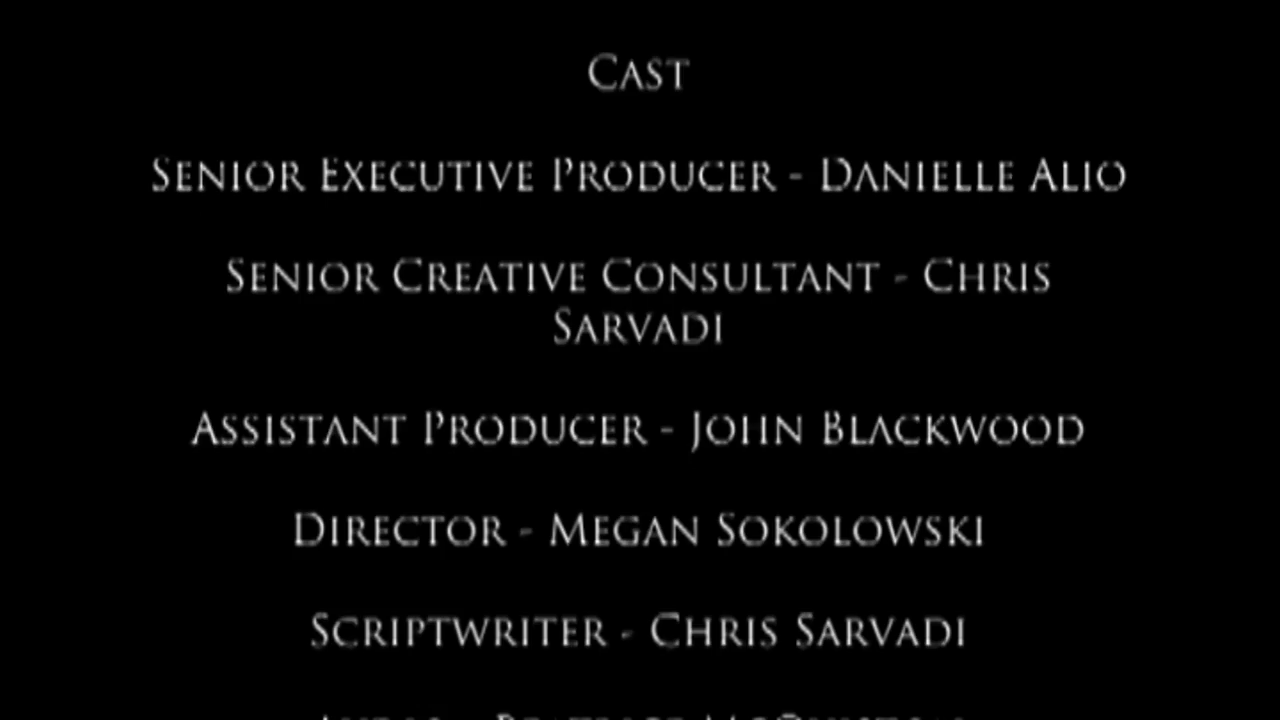 Cast
Senior Executive Producer - Danielle Alio
Senior Creative Consultant - Chris
Sarvadi
Assistant Producer - John Blackwood
Director - Megan Sokolowski
Scriptwriter - Chris Sarvadi